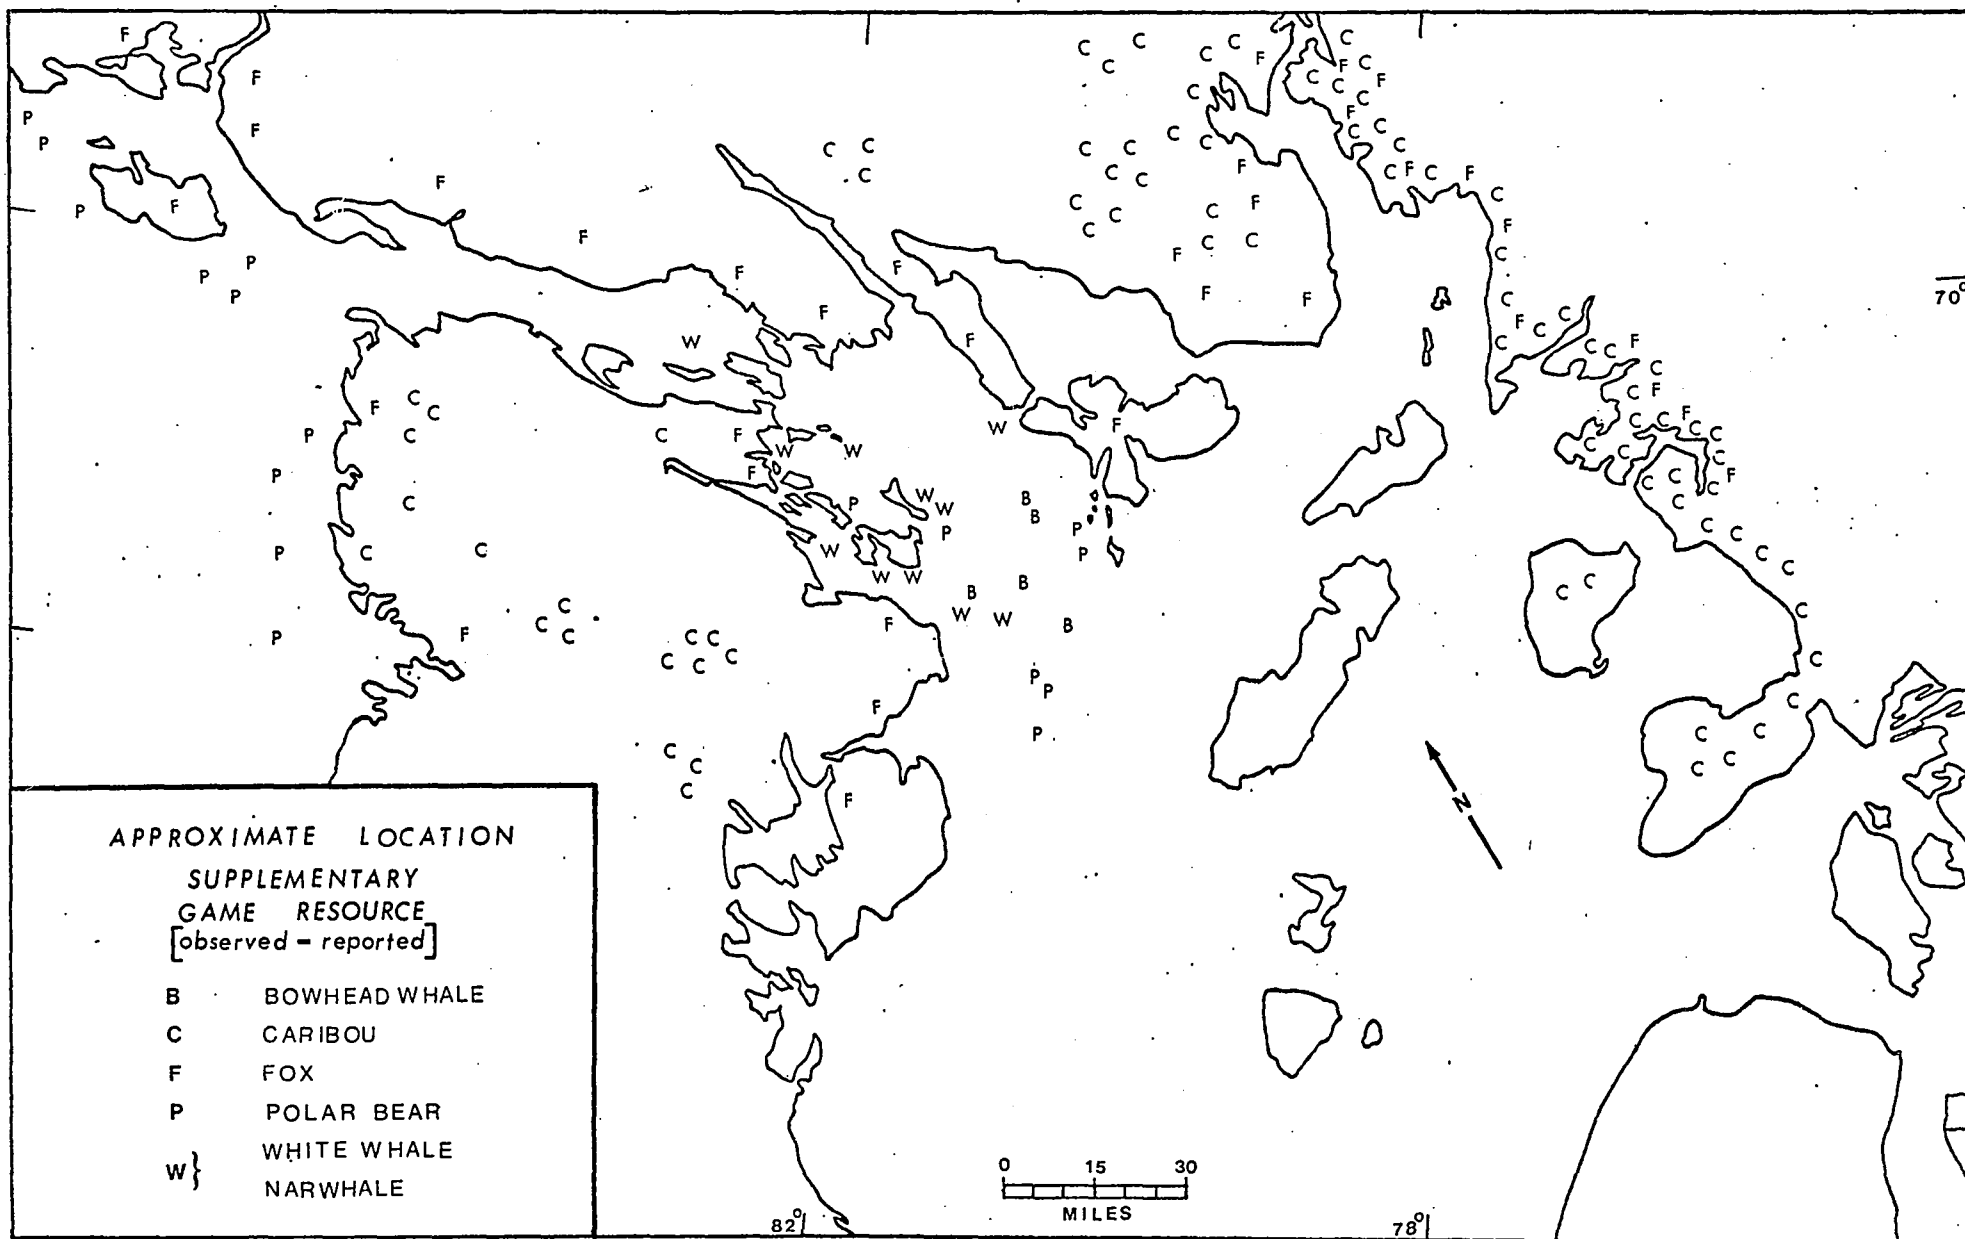 APPROXIMATE LOCATION
SUPPLEMENTARY
GAME RESOURCE
[observed - reported]
B BOWHEAD WHALE
C CARIBOU
F FOX
P POLAR BEAR
W} WHITE WHALE
NARWHALE
0 15 30
MILES
82°
78°
70°
N